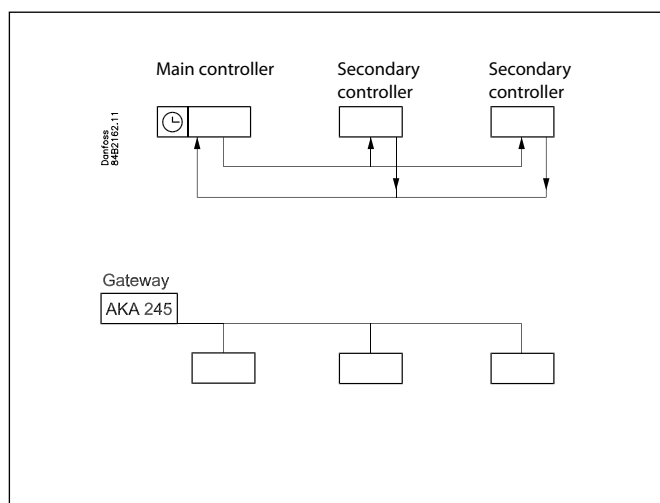 Main controller
Secondary
controller
Secondary
controller
Danfoss
84B2162.11
Gateway
AKA 245